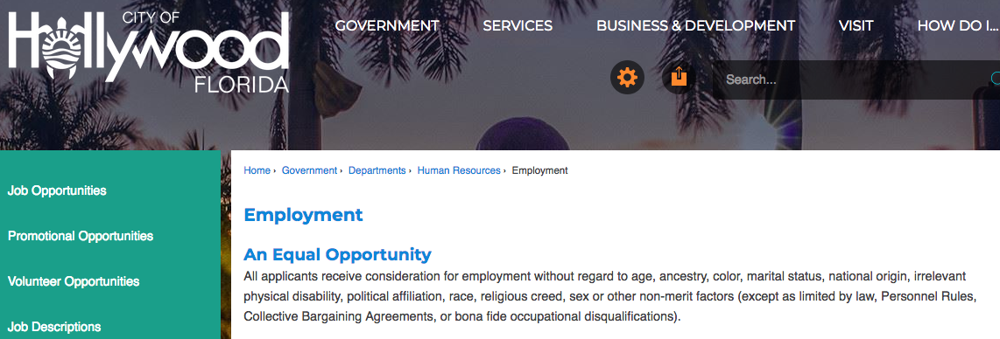 CITY OF
Hollywood
FLORIDA
GOVERNMENT SERVICES BUSINESS & DEVELOPMENT VISIT HOW DO I...
Search...
Job Opportunities
Promotional Opportunities
Volunteer Opportunities
Job Descriptions
Home › Government › Departments › Human Resources › Employment
Employment
An Equal Opportunity
All applicants receive consideration for employment without regard to age, ancestry, color, marital status, national origin, irrelevant
physical disability, political affiliation, race, religious creed, sex or other non-merit factors (except as limited by law, Personnel Rules,
Collective Bargaining Agreements, or bona fide occupational disqualifications).